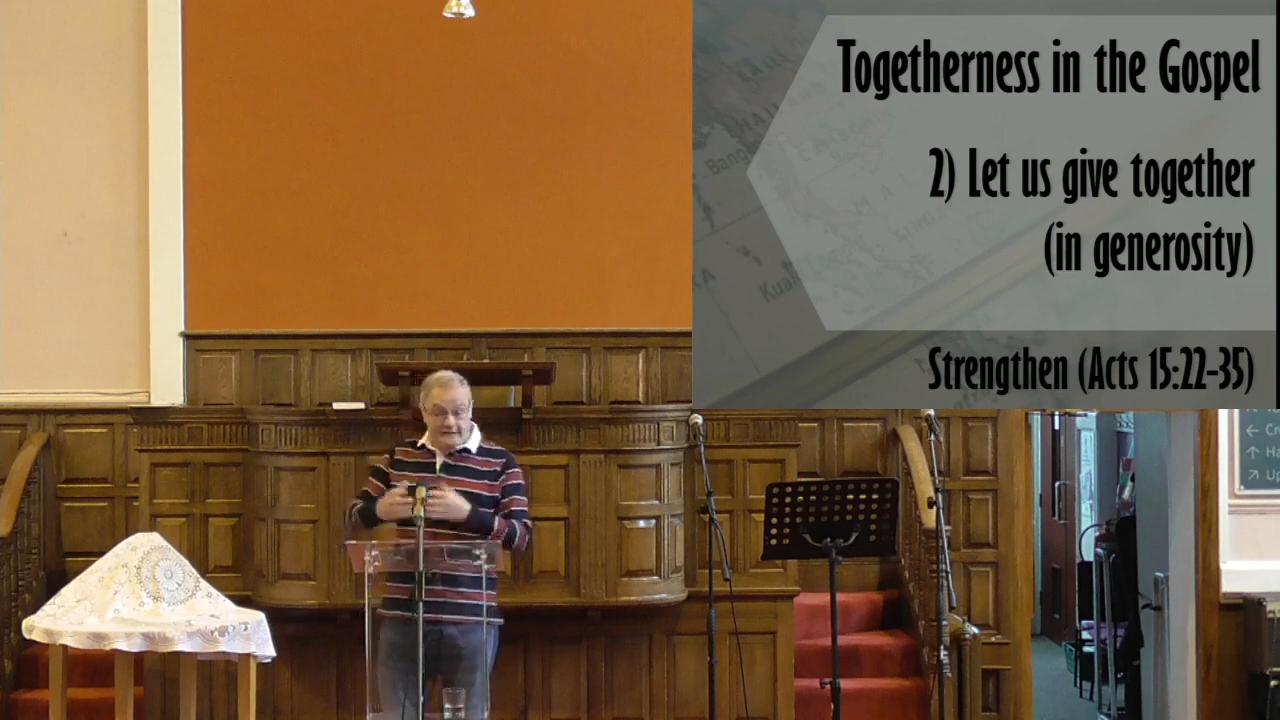 Togetherness in the Gospel
2) Let us give together
(in generosity)
Strengthen (Acts 15:22-35)